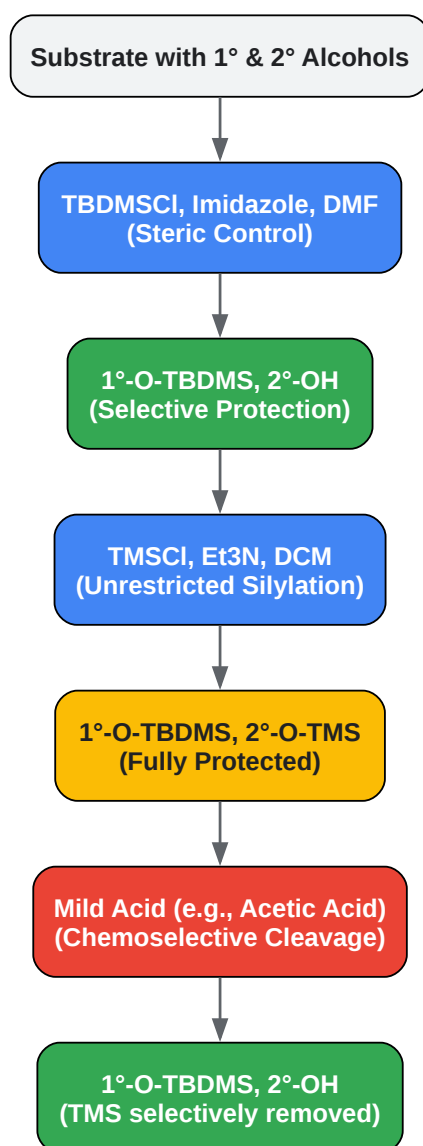 Substrate with 1° & 2° Alcohols
TBDMSCl, Imidazole, DMF
(Steric Control)
1°-O-TBDMS, 2°-OH
(Selective Protection)
TMSCl, Et3N, DCM
(Unrestricted Silylation)
1°-O-TBDMS, 2°-O-TMS
(Fully Protected)
Mild Acid (e.g., Acetic Acid)
(Chemoselective Cleavage)
1°-O-TBDMS, 2°-OH
(TMS selectively removed)